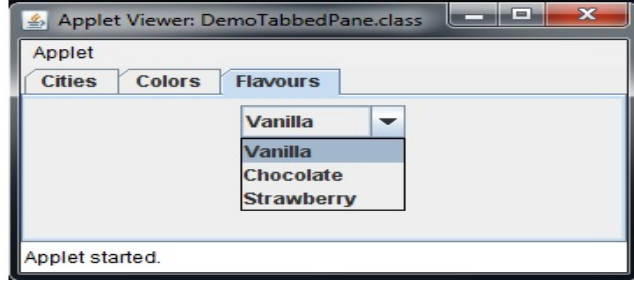 Applet Viewer: DemoTabbedPane.class
Applet
Cities Colors Flavours
Vanilla
Vanilla
Chocolate
Strawberry
Applet started.